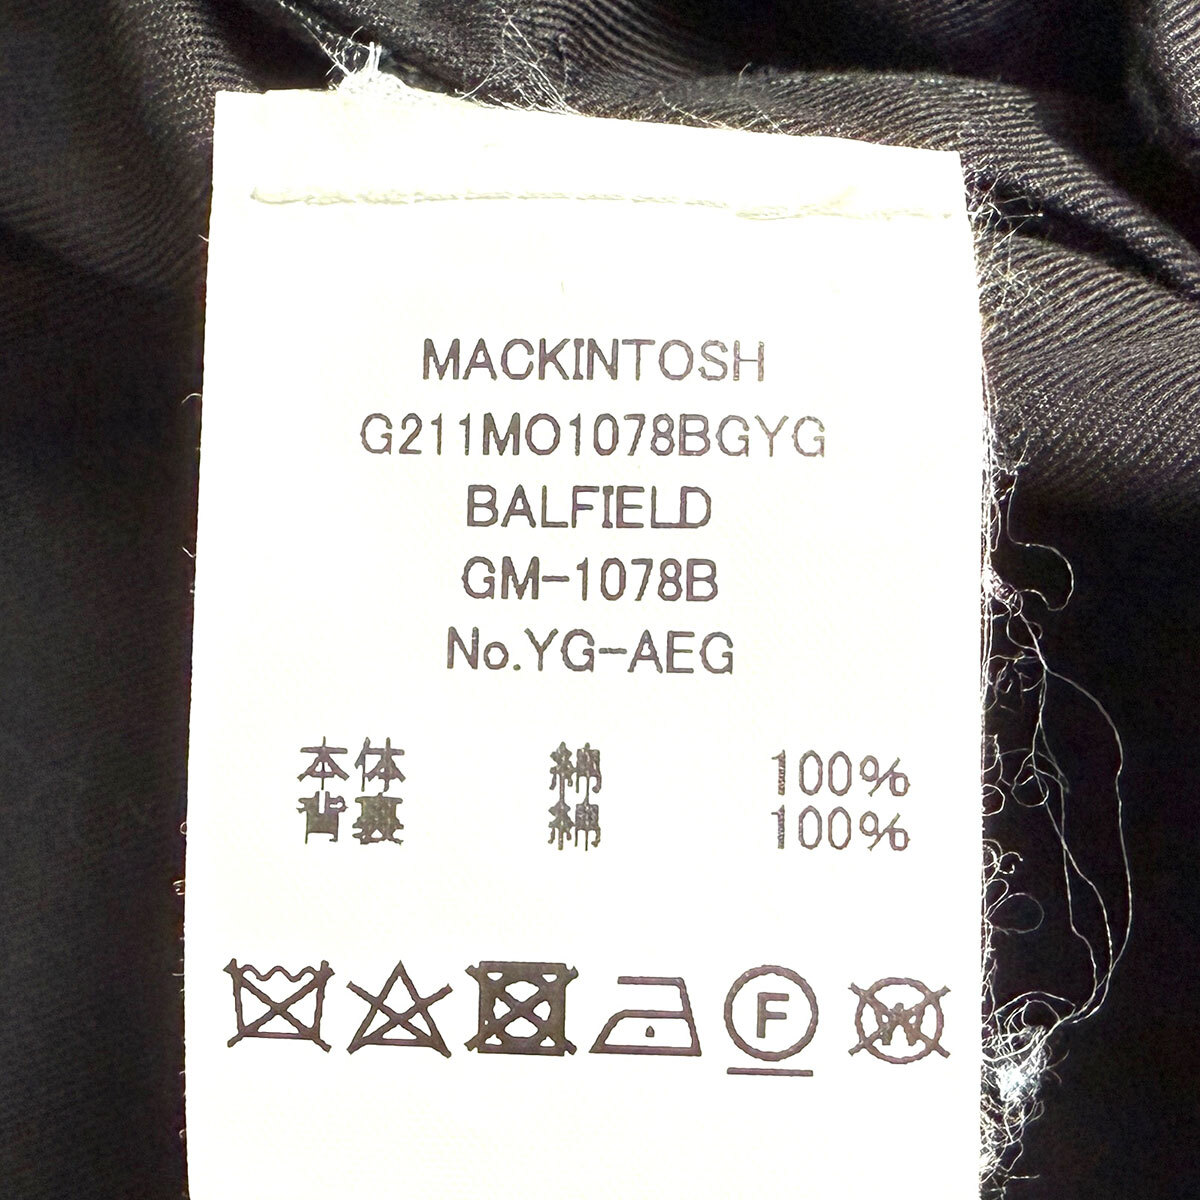 MACKINTOSH
G211MO1078BGYG
BALFIELD
GM-1078B
No.YG-AEG
本体 綿 100%
背裏 綿 100%
F
W